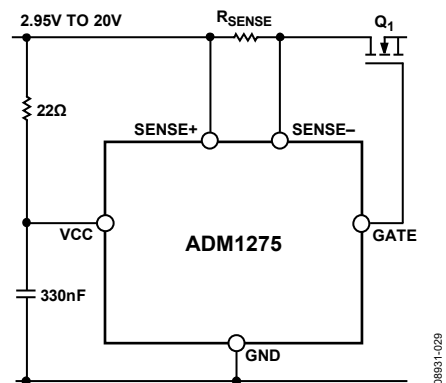 2.95V TO 20V
RSENSE
Q1
22Ω
SENSE+
SENSE–
VCC
ADM1275
GATE
330nF
GND
08931-029